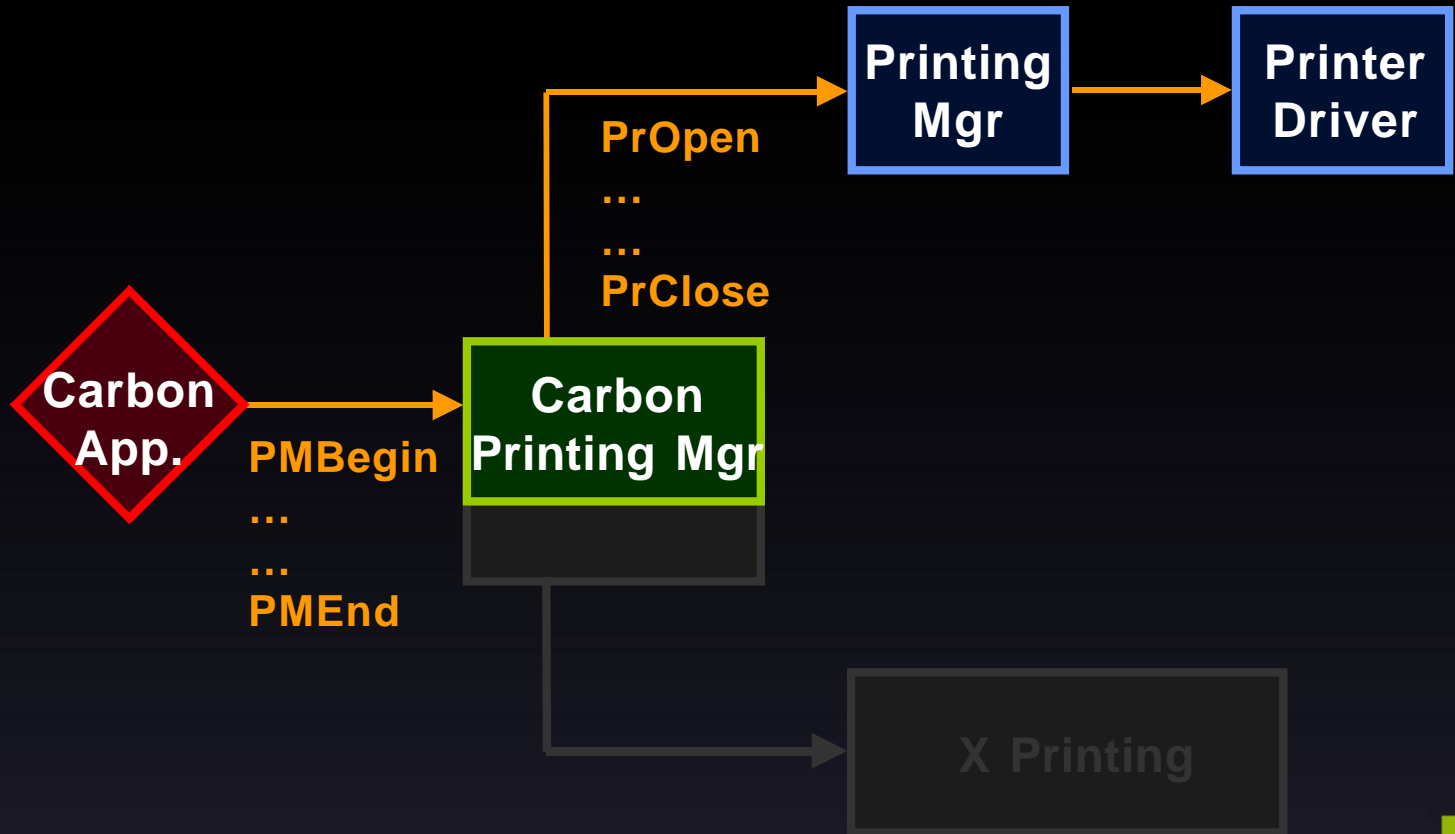 Printing
Mgr
Printer
Driver
PrOpen
...
...
PrClose
Carbon
App.
PMBegin
...
...
PMEnd
Carbon
Printing Mgr
X Printing